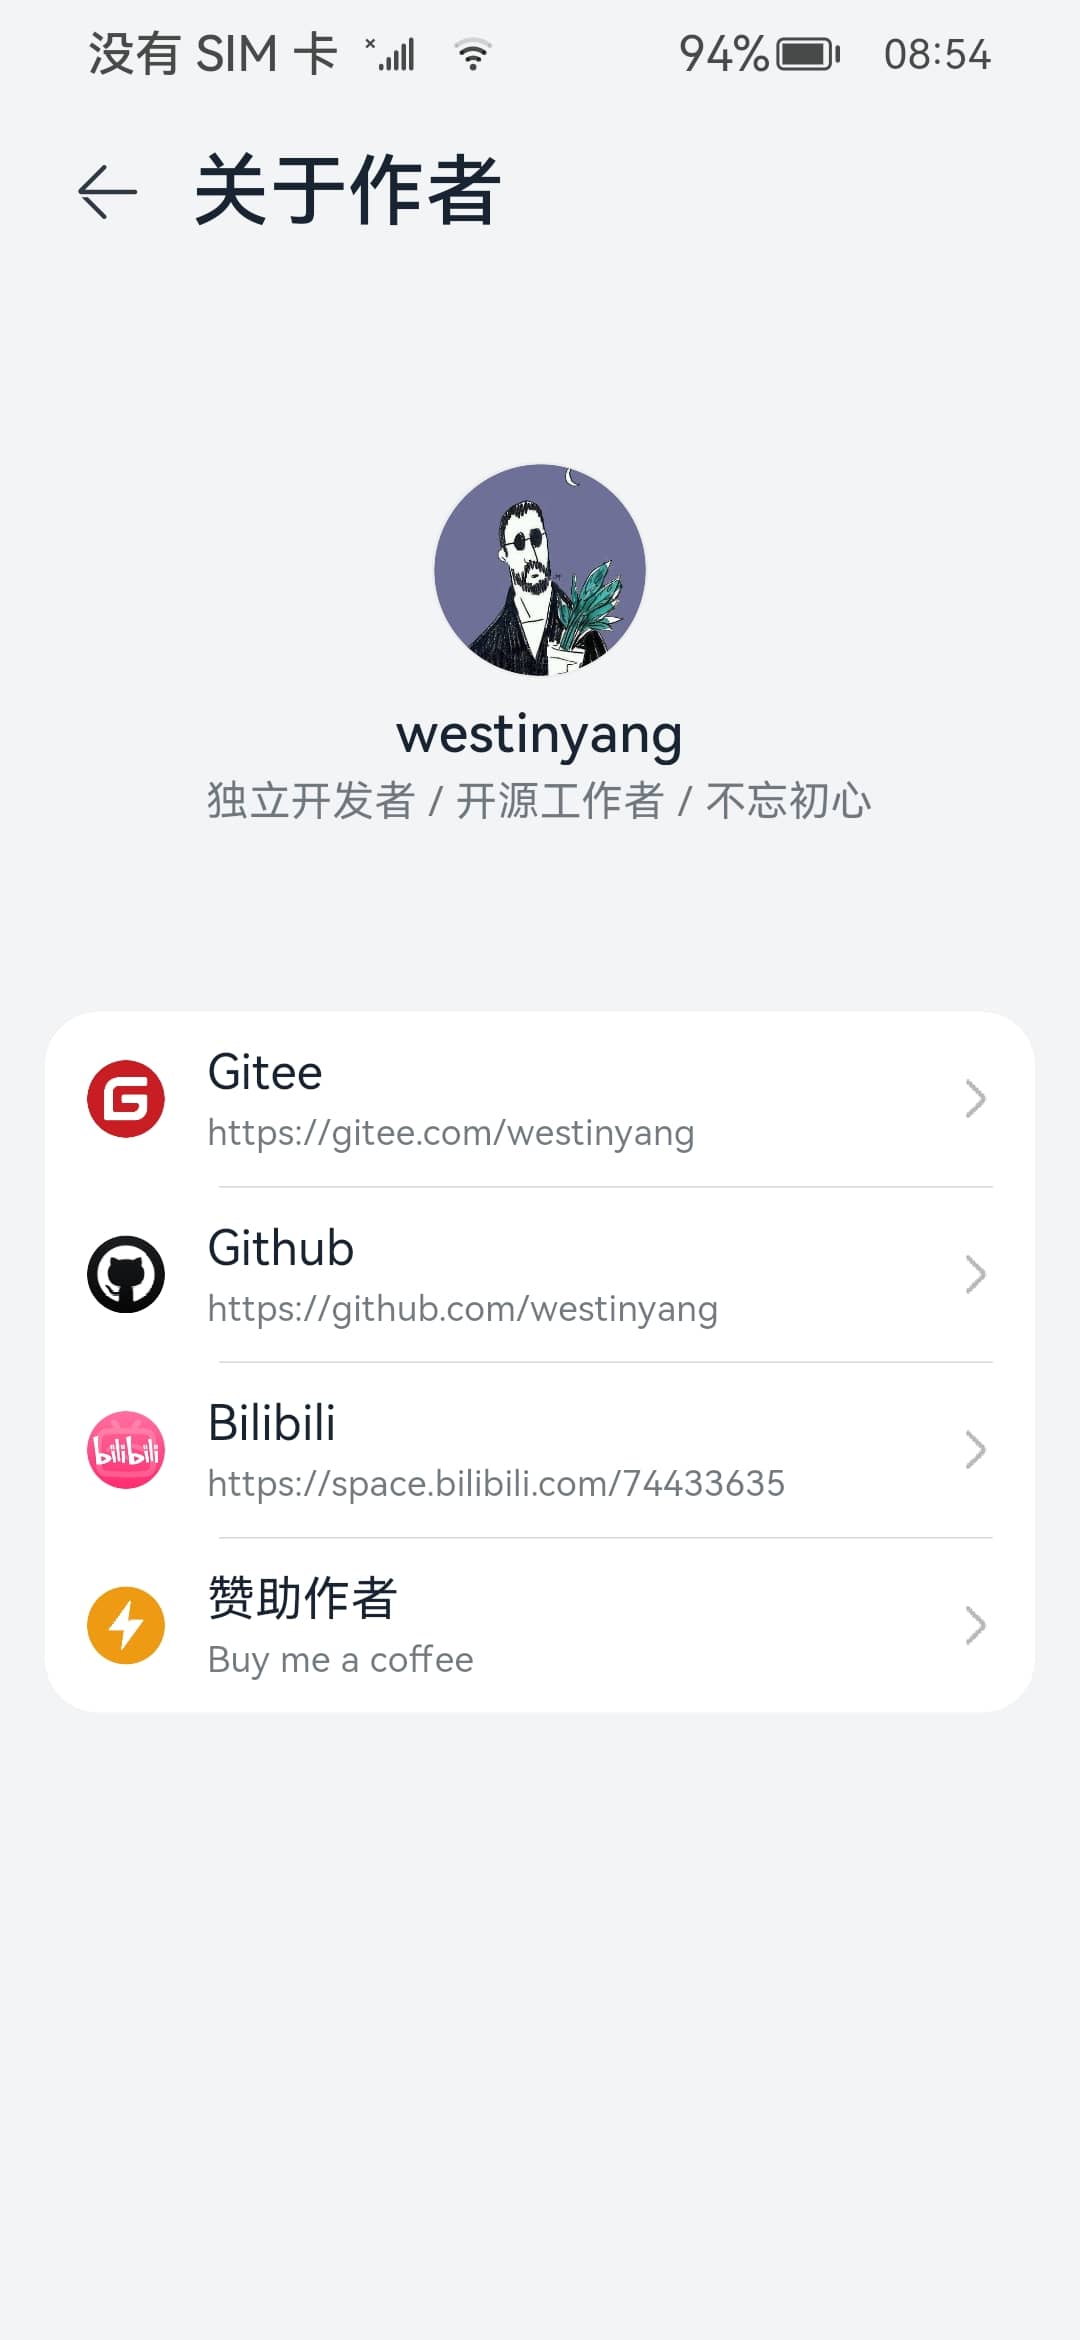 没有 SIM 卡 94% 08:54
关于作者
westinyang
独立开发者 / 开源工作者 / 不忘初心
Gitee
https://gitee.com/westinyang
Github
https://github.com/westinyang
bilibili
Bilibili
https://space.bilibili.com/74433635
赞助作者
Buy me a coffee